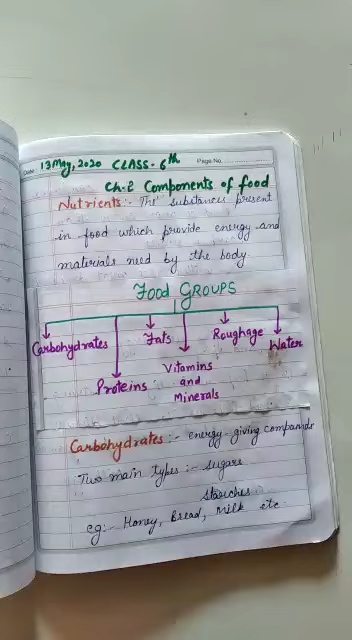 Date: 13 May, 2020 CLASS - 6th Page No.
Ch-2 Components of food
Nutrients :- The substances present
in food which provide energy and
materials need by the body.
FOOD GROUPS
Carbohydrates Fats Roughage Water
Proteins Vitamins and Minerals
Carbohydrates :- energy-giving compounds
Two main types :- Sugars
Starches
eg:- Honey, Bread, Milk etc.